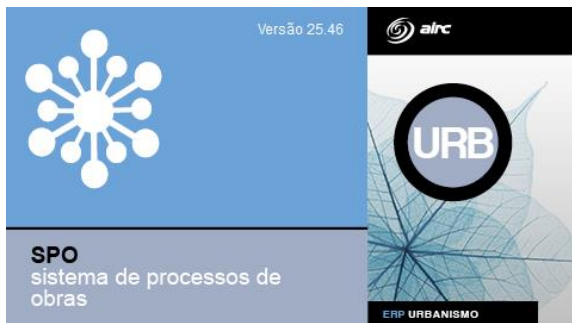 Versão 25.46
airc
URB
SPO
sistema de processos de
obras
ERP URBANISMO